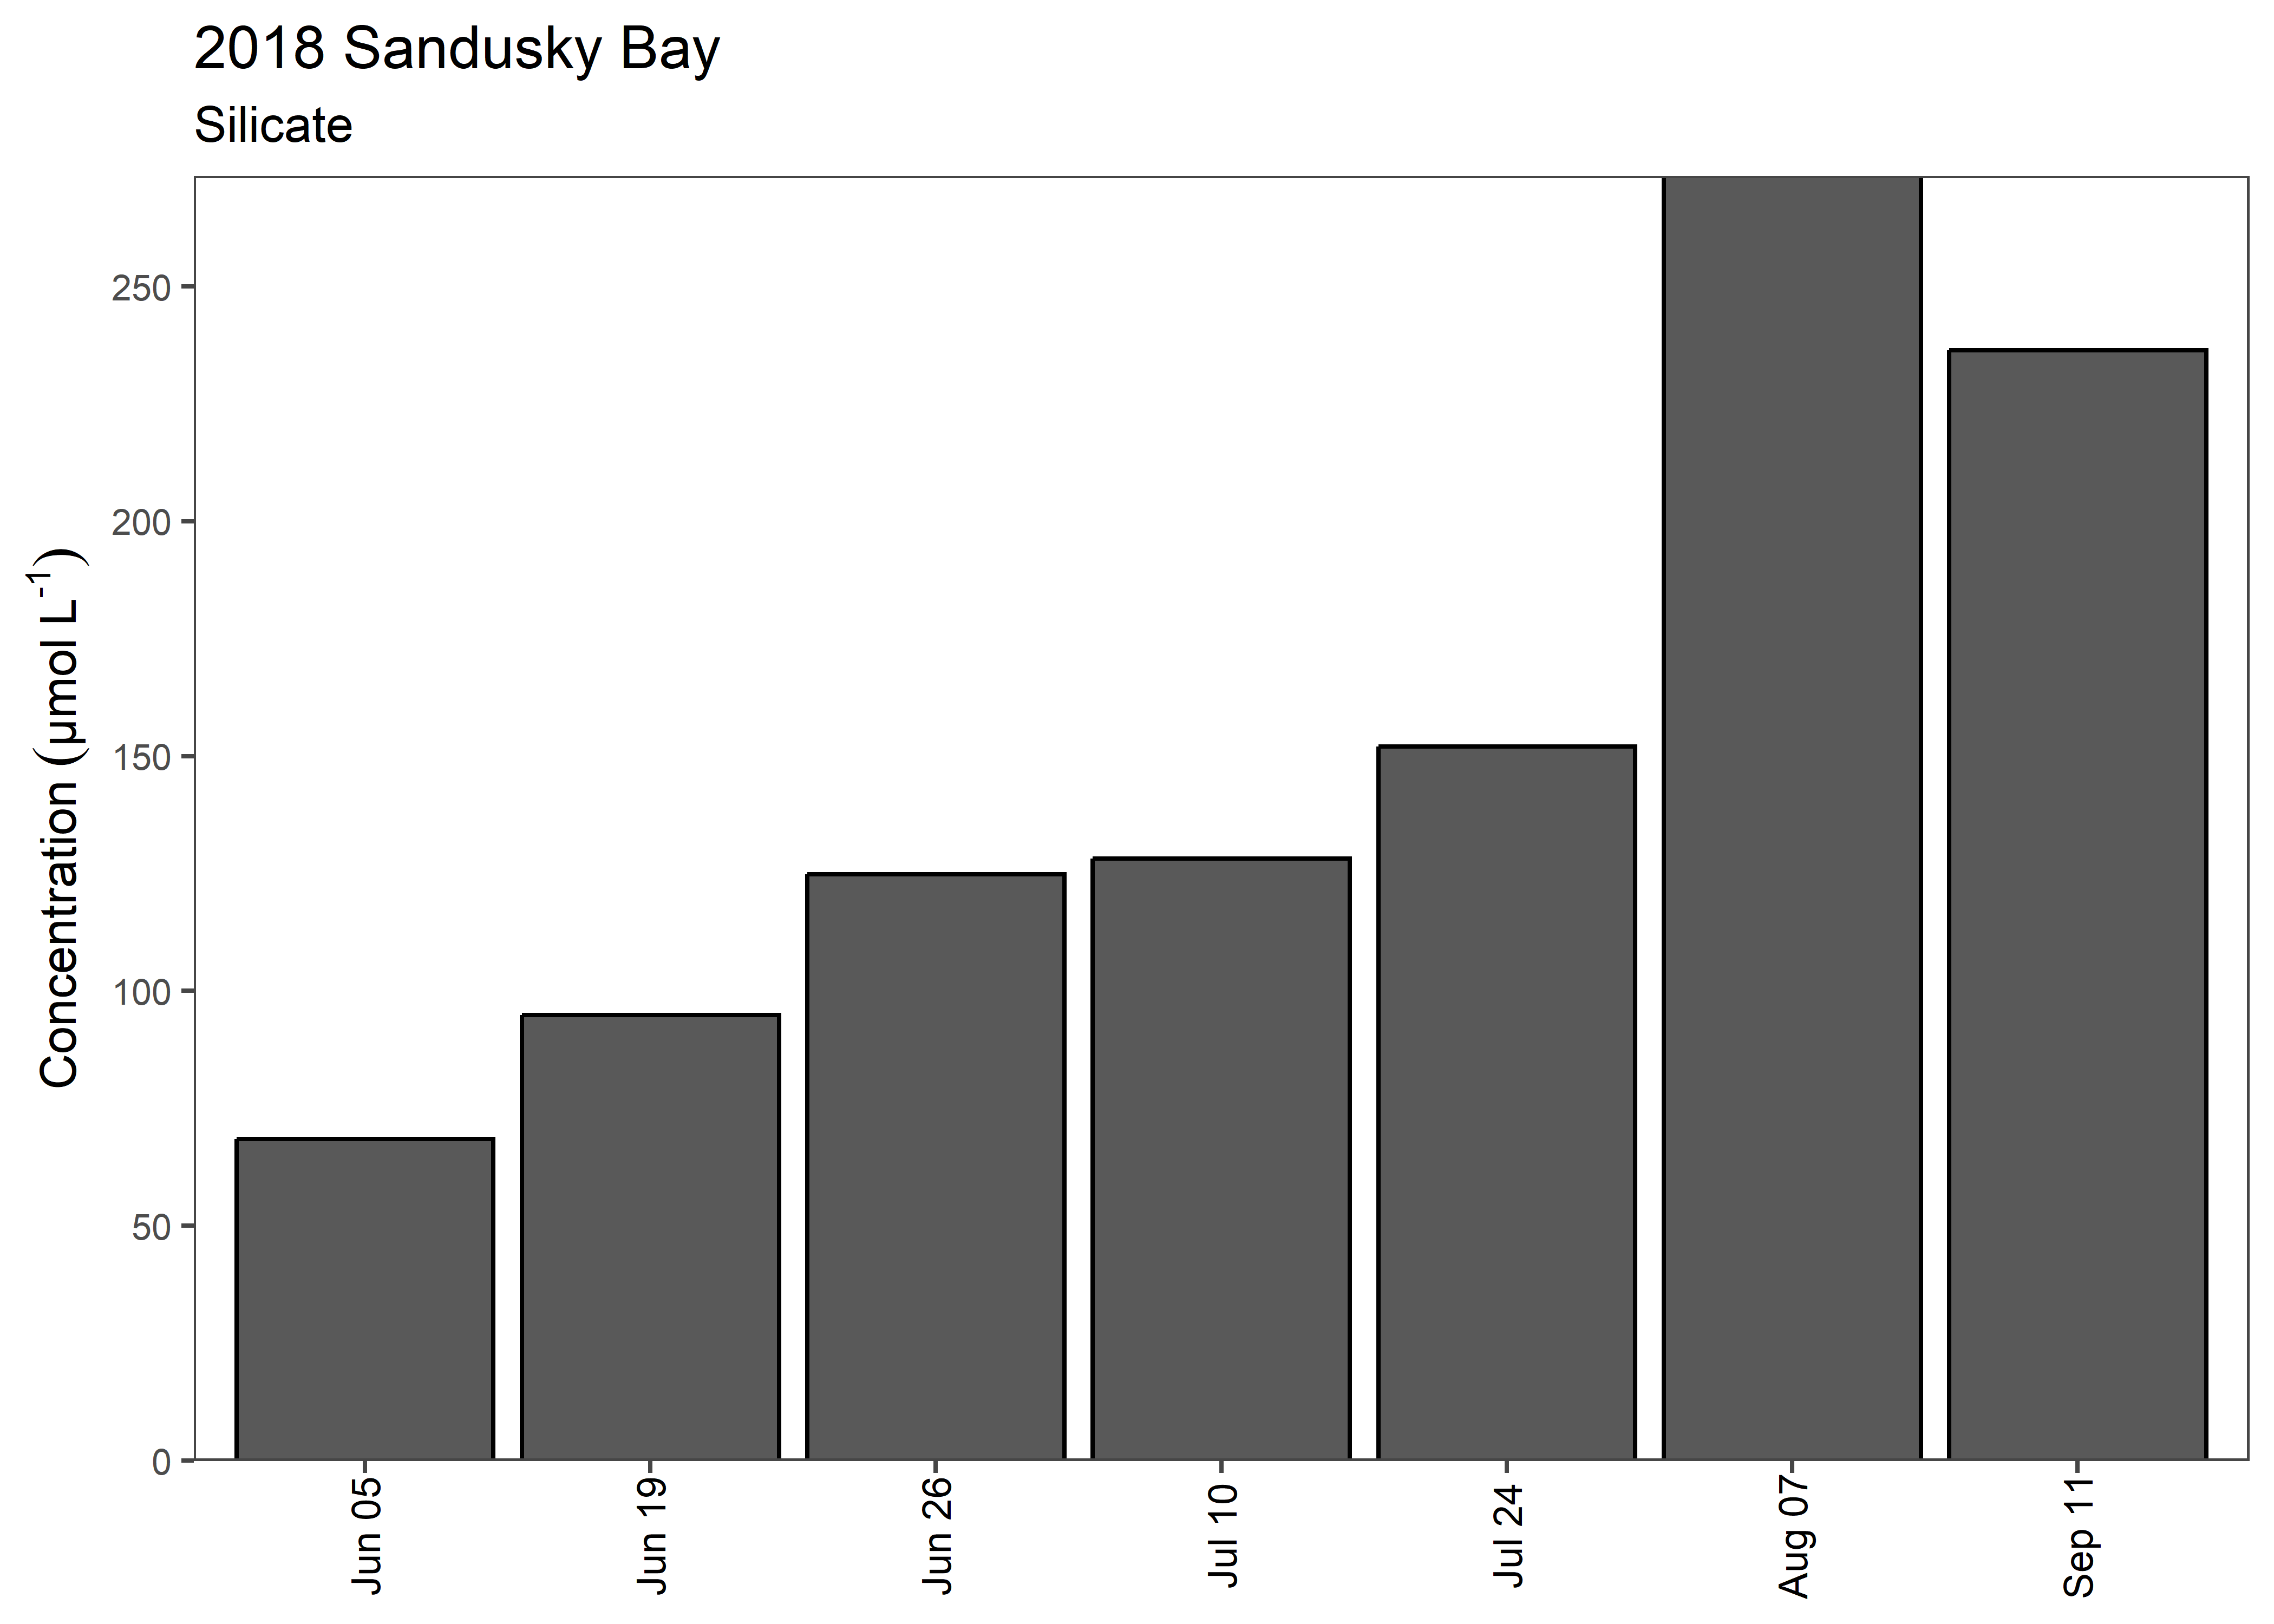 2018 Sandusky Bay
Silicate
Concentration (µmol L⁻¹)
250
200
150
100
50
0
Jun 05
Jun 19
Jun 26
Jul 10
Jul 24
Aug 07
Sep 11